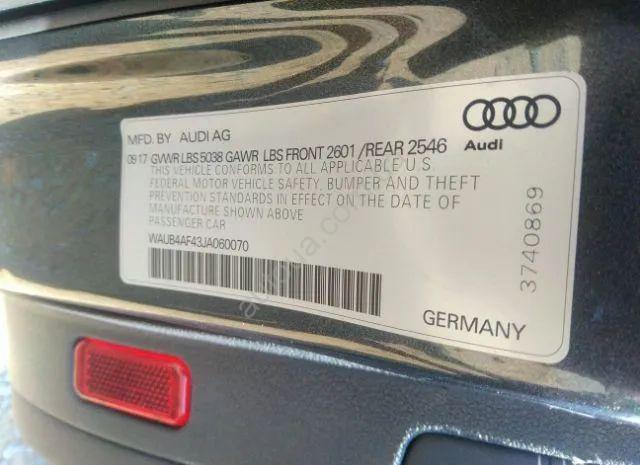 MFD. BY AUDI AG
09 17 GVWR LBS 5038 GAWR LBS FRONT 2601 / REAR 2546
THIS VEHICLE CONFORMS TO ALL APPLICABLE U.S.
FEDERAL MOTOR VEHICLE SAFETY, BUMPER AND THEFT
PREVENTION STANDARDS IN EFFECT ON THE DATE OF
MANUFACTURE SHOWN ABOVE
PASSENGER CAR
WAUB4AF43JA060070
Audi
3740869
GERMANY